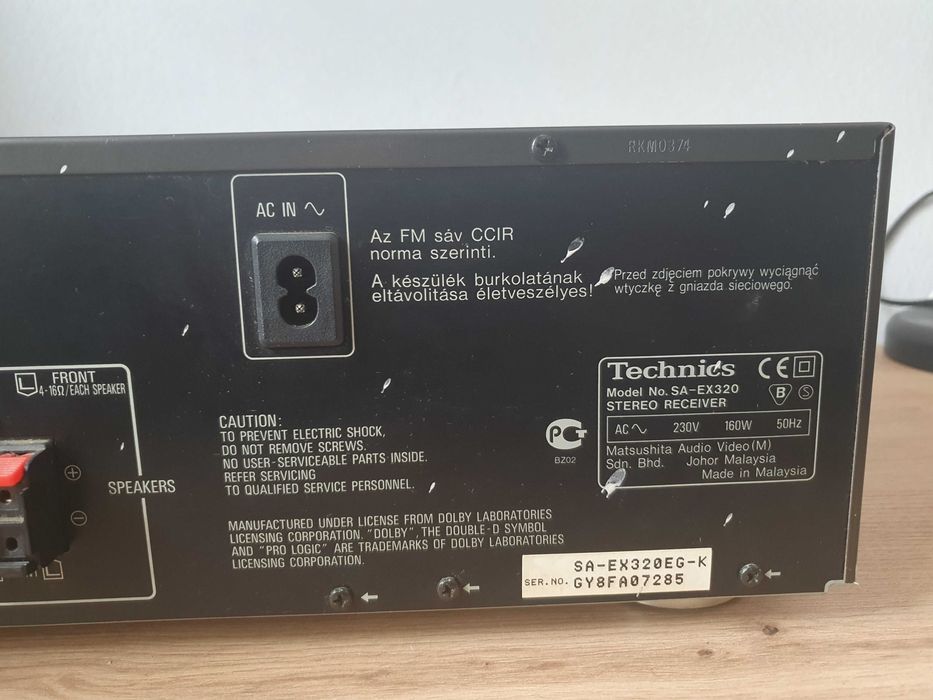 RKM0374
AC IN
Az FM sáv CCIR
norma szerinti.
A készülék burkolatának
eltávolitása életveszélyes!
Przed zdjęciem pokrywy wyciągnąć
wtyczkę z gniazda sieciowego.
FRONT
4-16Ω/EACH SPEAKER
SPEAKERS
CAUTION:
TO PREVENT ELECTRIC SHOCK,
DO NOT REMOVE SCREWS.
NO USER-SERVICEABLE PARTS INSIDE.
REFER SERVICING
TO QUALIFIED SERVICE PERSONNEL.
MANUFACTURED UNDER LICENSE FROM DOLBY LABORATORIES
LICENSING CORPORATION. "DOLBY", THE DOUBLE-D SYMBOL
AND "PRO LOGIC" ARE TRADEMARKS OF DOLBY LABORATORIES
LICENSING CORPORATION.
BZ02
Technics CE
Model No. SA-EX320 B S
STEREO RECEIVER
AC 230V 160W 50Hz
Matsushita Audio Video (M)
Sdn. Bhd. Johor Malaysia
Made in Malaysia
SA-EX320EG-K
SER.NO. GY8FA07285